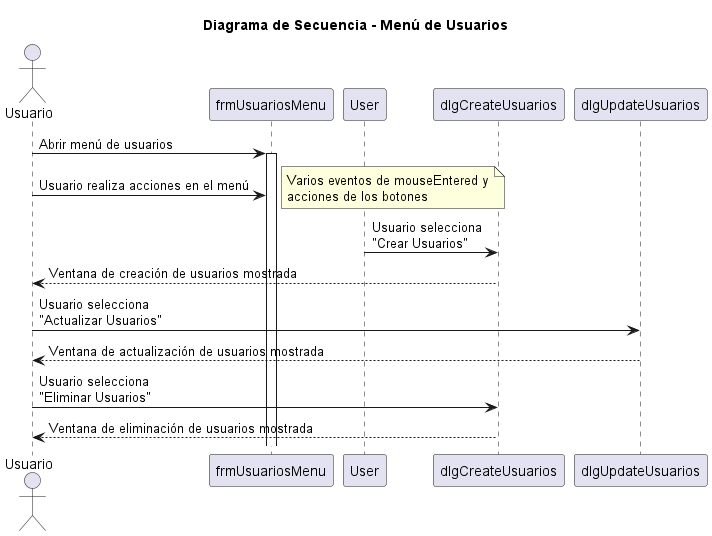 Diagrama de Secuencia - Menú de Usuarios
Usuario
frmUsuariosMenu
User
dlgCreateUsuarios
dlgUpdateUsuarios
Abrir menú de usuarios
Varios eventos de mouseEntered y
acciones de los botones
Usuario realiza acciones en el menú
Usuario selecciona
"Crear Usuarios"
Ventana de creación de usuarios mostrada
Usuario selecciona
"Actualizar Usuarios"
Ventana de actualización de usuarios mostrada
Usuario selecciona
"Eliminar Usuarios"
Ventana de eliminación de usuarios mostrada
Usuario
frmUsuariosMenu
User
dlgCreateUsuarios
dlgUpdateUsuarios